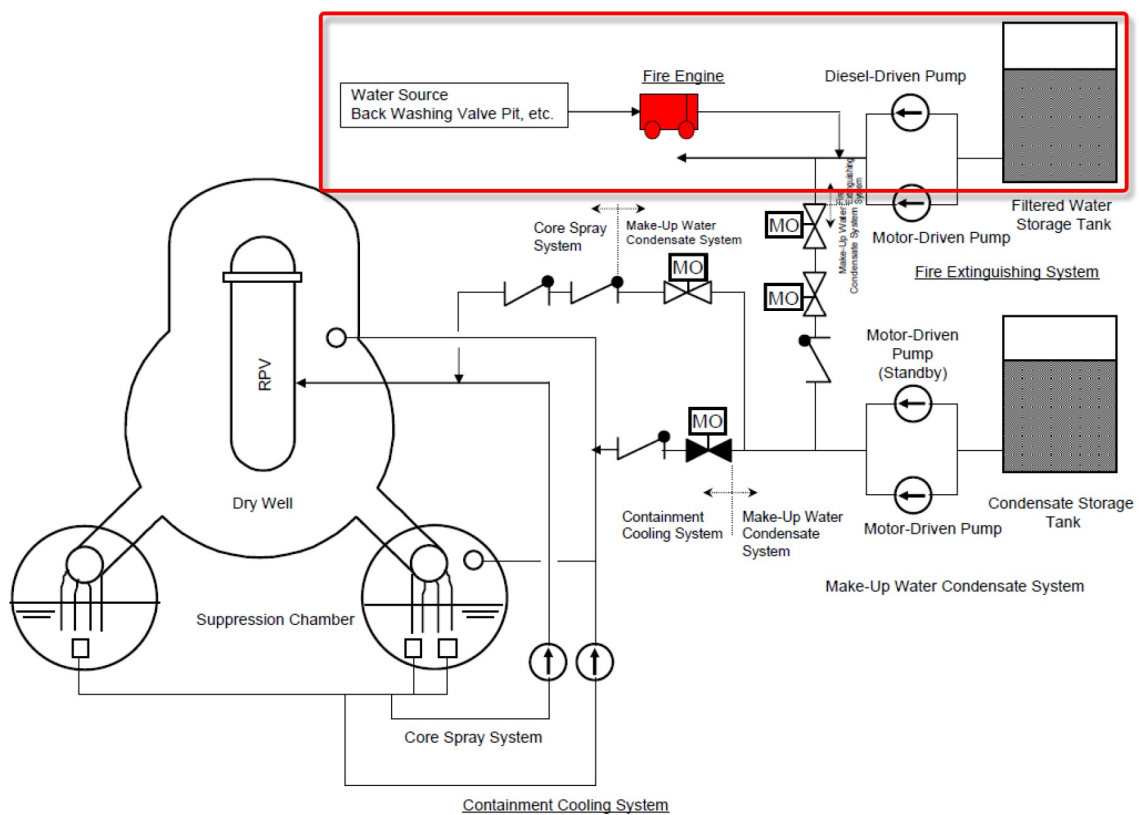 Fire Engine
Diesel-Driven Pump
Water Source
Back Washing Valve Pit, etc.
Fire
Extinguishing
System
Make-Up Water
Condensate System
Core Spray
System
Make-Up Water
Condensate System
MO
Motor-Driven Pump
Filtered Water
Storage Tank
Fire Extinguishing System
MO
MO
RPV
Motor-Driven
Pump
(Standby)
MO
Dry Well
Containment
Cooling System
Make-Up Water
Condensate
System
Motor-Driven Pump
Condensate Storage
Tank
Make-Up Water Condensate System
Suppression Chamber
Core Spray System
Containment Cooling System